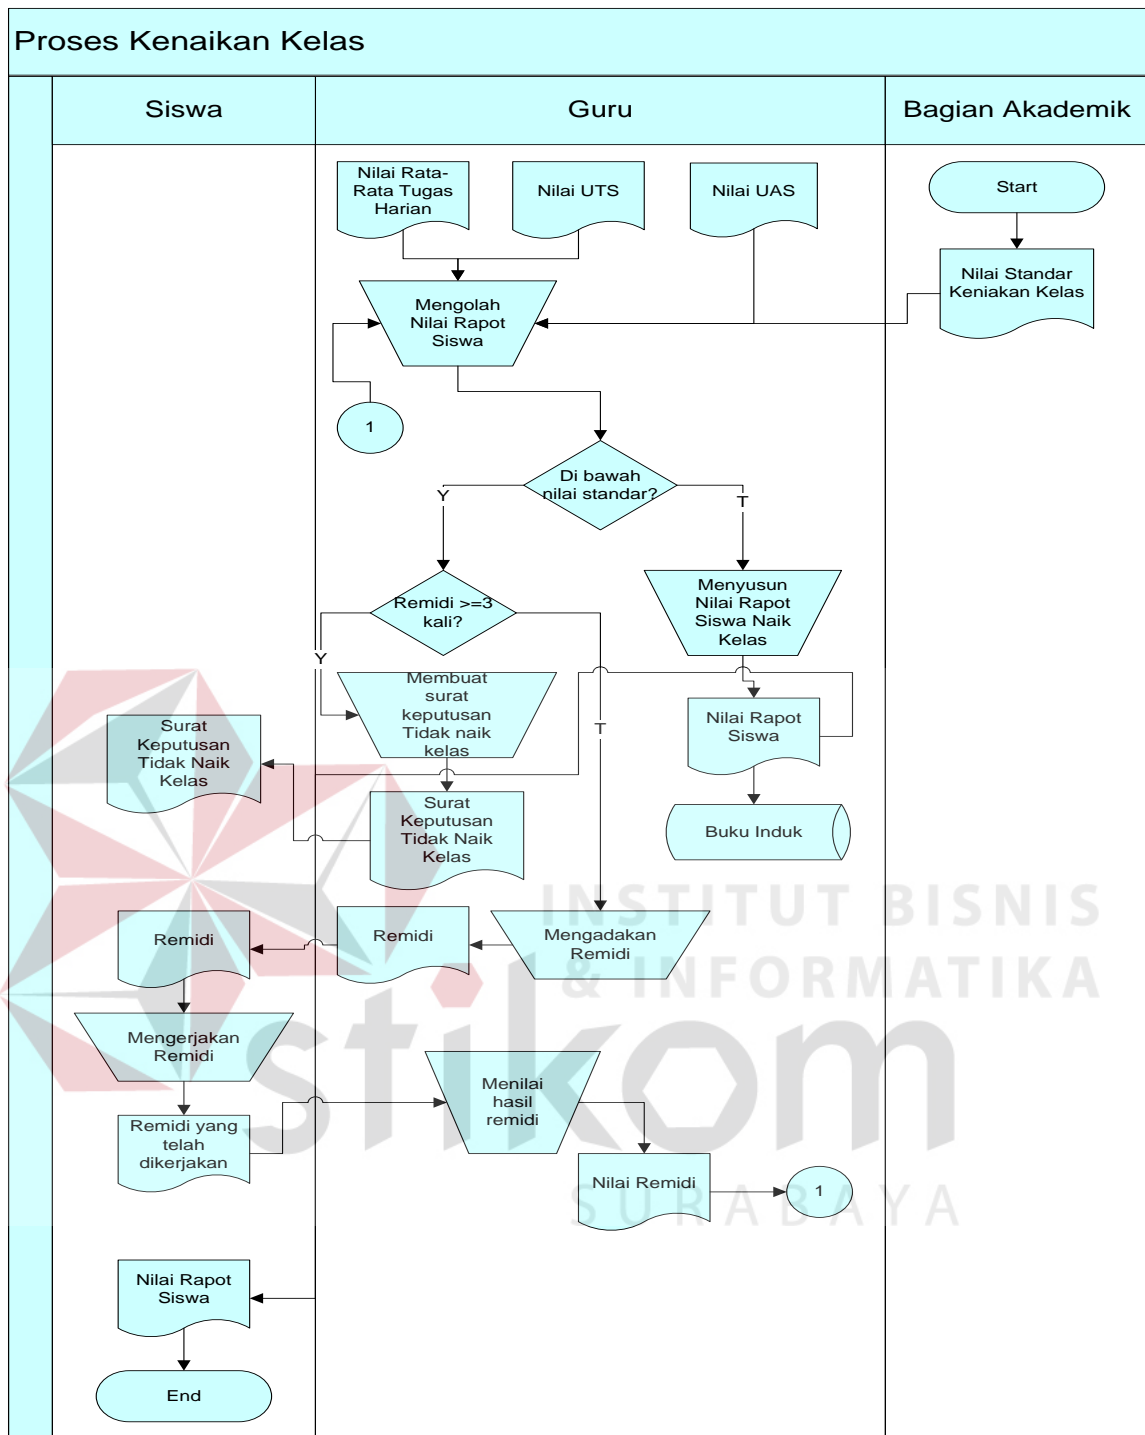 Proses Kenaikan Kelas
Siswa
Guru
Bagian Akademik
Nilai Rata-
Rata Tugas
Harian
Nilai UTS
Nilai UAS
Start
Nilai Standar
Keniakan Kelas
Mengolah
Nilai Rapot
Siswa
1
Di bawah
nilai standar?
Y
T
Remidi >=3
kali?
Menyusun
Nilai Rapot
Siswa Naik
Kelas
Y
T
Membuat
surat
keputusan
Tidak naik
kelas
Nilai Rapot
Siswa
Surat
Keputusan
Tidak Naik
Kelas
Surat
Keputusan
Tidak Naik
Kelas
Buku Induk
Remidi
Remidi
Mengadakan
Remidi
Mengerjakan
Remidi
Menilai
hasil
remidi
Remidi yang
telah
dikerjakan
Nilai Remidi
1
Nilai Rapot
Siswa
End
INSTITUT BISNIS
& INFORMATIKA
stikom
SURABAYA